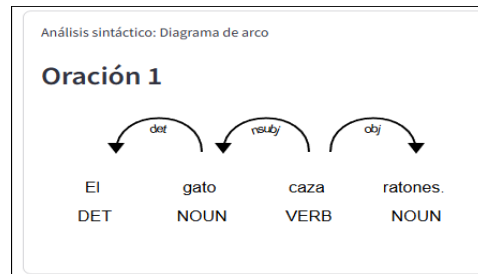 Análisis sintáctico: Diagrama de arco
Oración 1
det nsubj obj
El gato caza ratones.
DET NOUN VERB NOUN